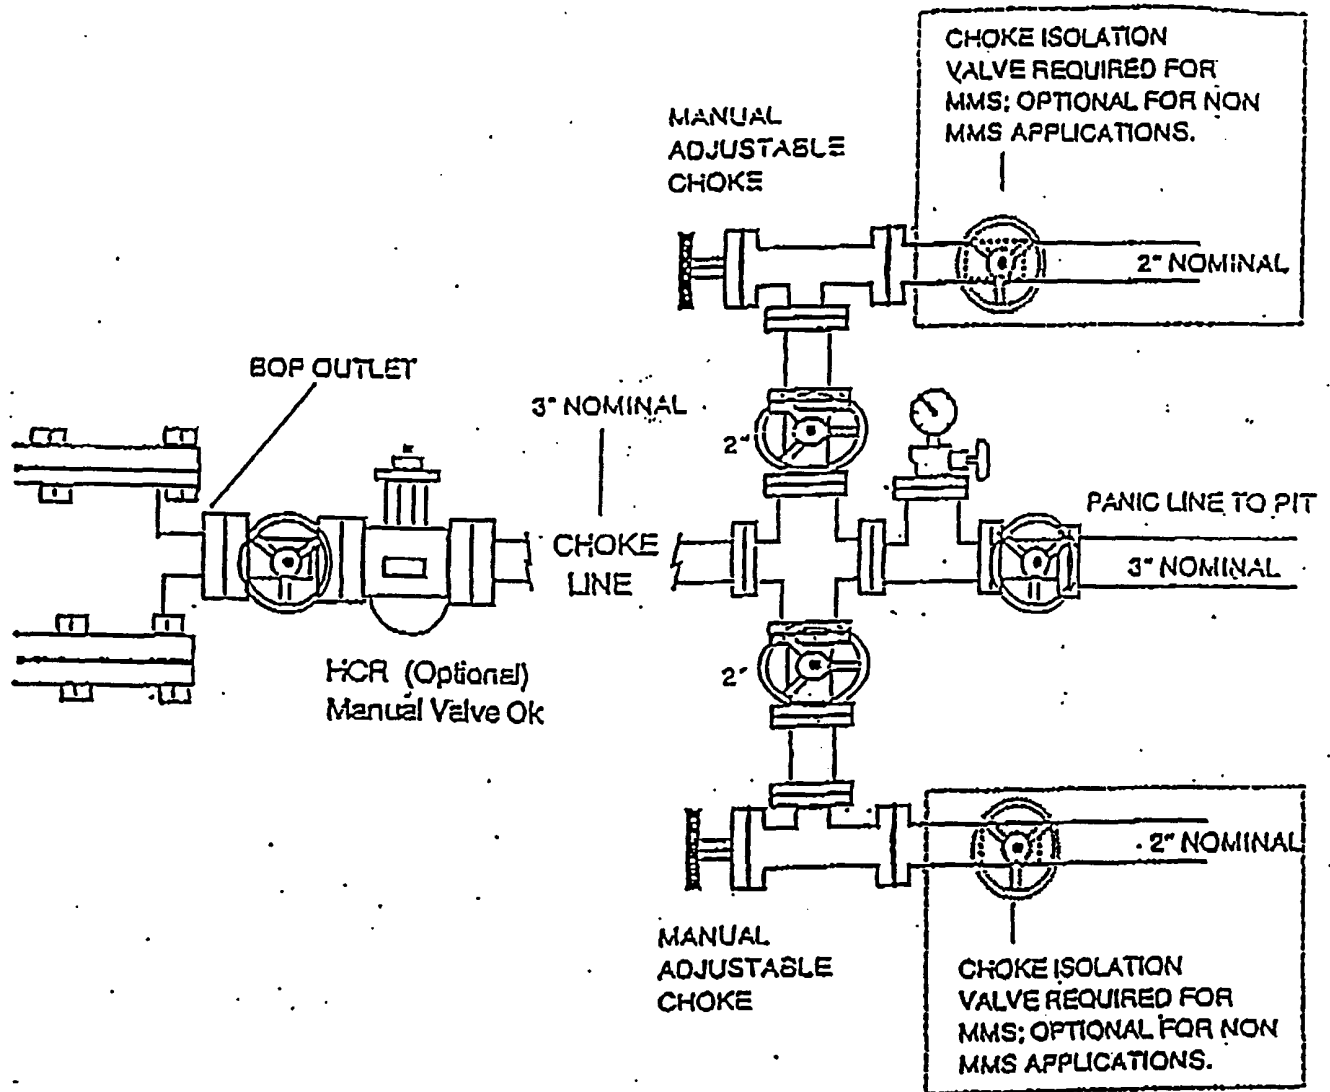 CHOKE ISOLATION
VALVE REQUIRED FOR
MMS; OPTIONAL FOR NON
MMS APPLICATIONS.
MANUAL
ADJUSTABLE
CHOKE
2" NOMINAL
BOP OUTLET
3" NOMINAL
2"
PANIC LINE TO PIT
CHOKE
LINE
3" NOMINAL
HCR (Optional)
Manual Valve Ok
2"
2" NOMINAL
MANUAL
ADJUSTABLE
CHOKE
CHOKE ISOLATION
VALVE REQUIRED FOR
MMS; OPTIONAL FOR NON
MMS APPLICATIONS.